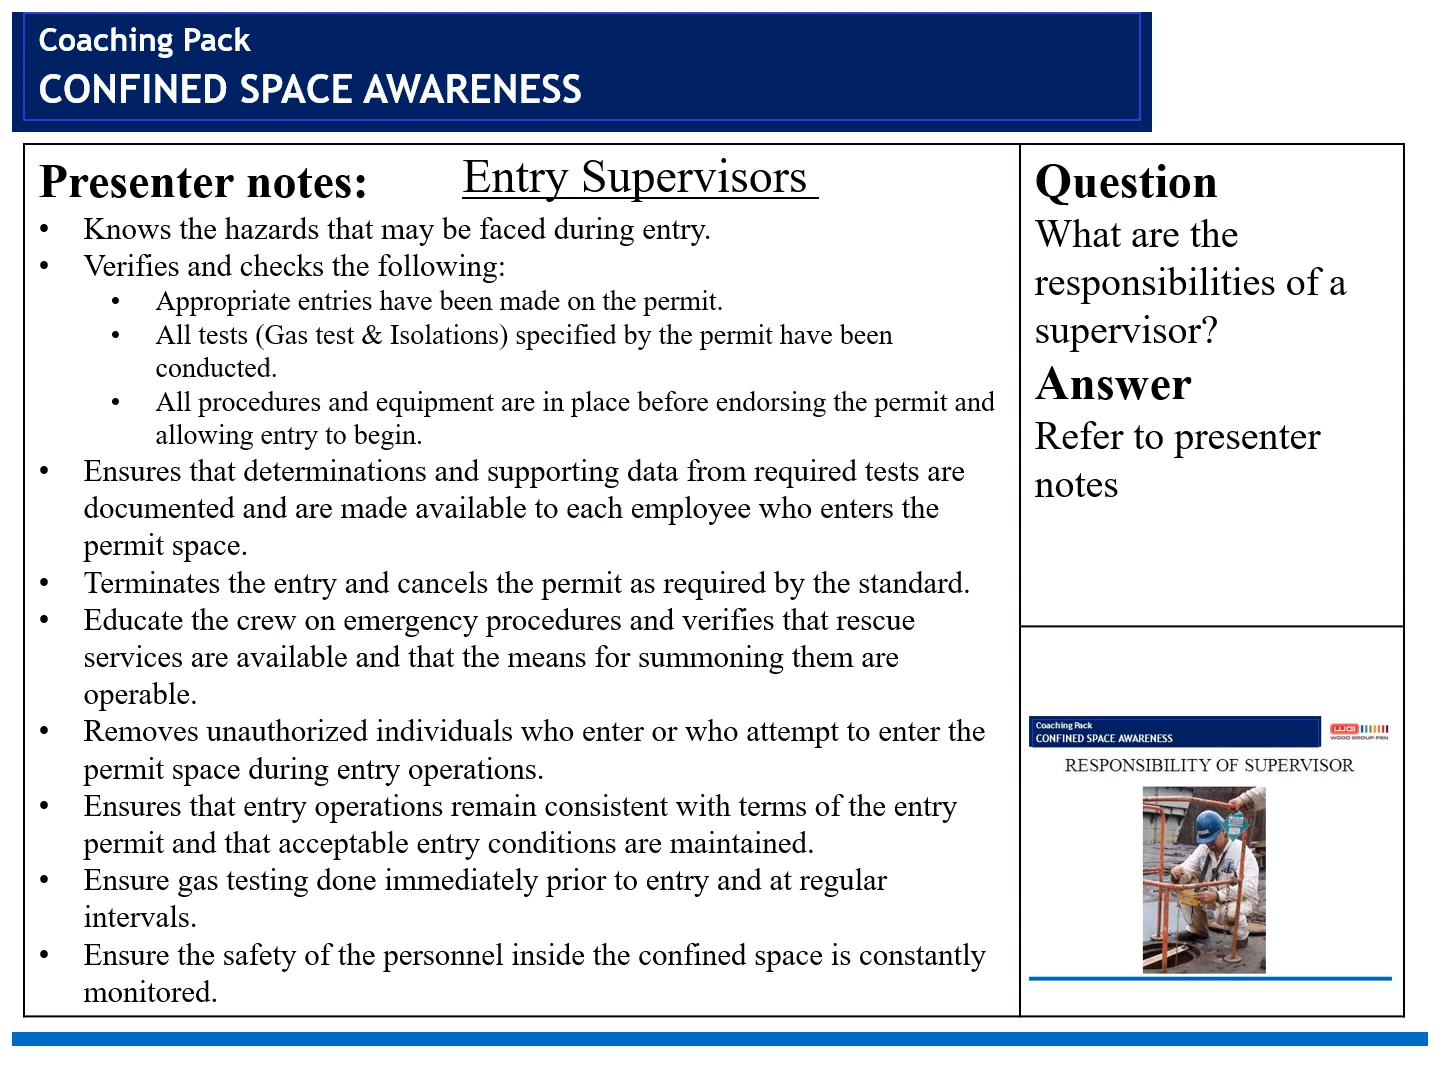 Coaching Pack
CONFINED SPACE AWARENESS
Presenter notes:
Entry Supervisors
• Knows the hazards that may be faced during entry.
• Verifies and checks the following:
• Appropriate entries have been made on the permit.
• All tests (Gas test & Isolations) specified by the permit have been
conducted.
• All procedures and equipment are in place before endorsing the permit and
allowing entry to begin.
• Ensures that determinations and supporting data from required tests are
documented and are made available to each employee who enters the
permit space.
• Terminates the entry and cancels the permit as required by the standard.
• Educate the crew on emergency procedures and verifies that rescue
services are available and that the means for summoning them are
operable.
• Removes unauthorized individuals who enter or who attempt to enter the
permit space during entry operations.
• Ensures that entry operations remain consistent with terms of the entry
permit and that acceptable entry conditions are maintained.
• Ensure gas testing done immediately prior to entry and at regular
intervals.
• Ensure the safety of the personnel inside the confined space is constantly
monitored.
Question
What are the
responsibilities of a
supervisor?
Answer
Refer to presenter
notes
Coaching Pack
CONFINED SPACE AWARENESS
WG
WOOD GROUP PSN
RESPONSIBILITY OF SUPERVISOR